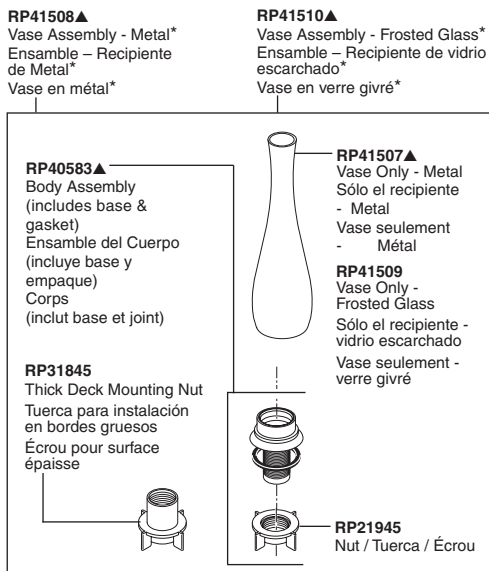 RP41508▲
Vase Assembly - Metal*
Ensamble – Recipiente
de Metal*
Vase en métal*
RP41510▲
Vase Assembly - Frosted Glass*
Ensamble - Recipiente de vidrio
escarchado*
Vase en verre givré*
RP40583▲
Body Assembly
(includes base &
gasket)
Ensamble del Cuerpo
(incluye base y
empaque)
Corps
(inclut base et joint)
RP41507▲
Vase Only - Metal
Sólo el recipiente
- Metal
Vase seulement
- Métal
RP41509
Vase Only -
Frosted Glass
Sólo el recipiente -
vidrio escarchado
Vase seulement -
verre givré
RP31845
Thick Deck Mounting Nut
Tuerca para instalación
en bordes gruesos
Écrou pour surface
épaisse
RP21945
Nut / Tuerca / Écrou